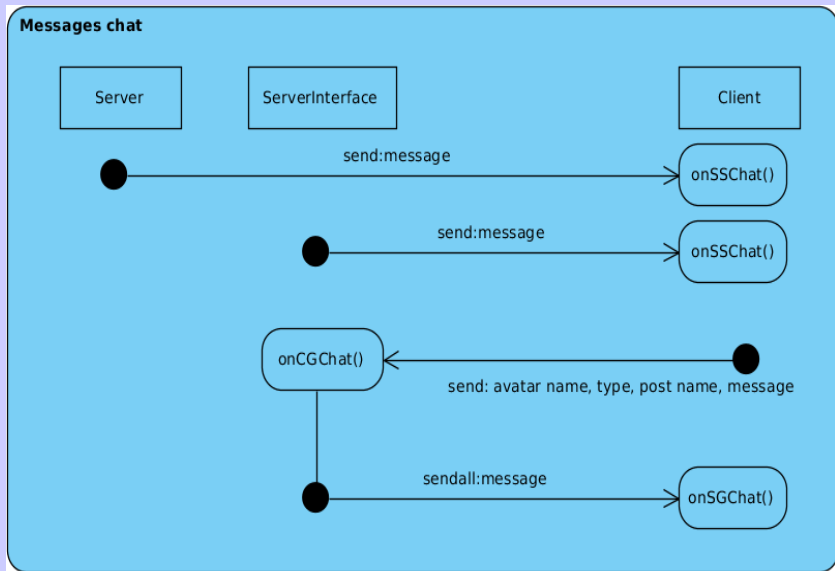 Messages chat
Server
ServerInterface
Client
send:message
onSSChat()
send:message
onSSChat()
onCGChat()
send: avatar name, type, post name, message
sendall:message
onSGChat()